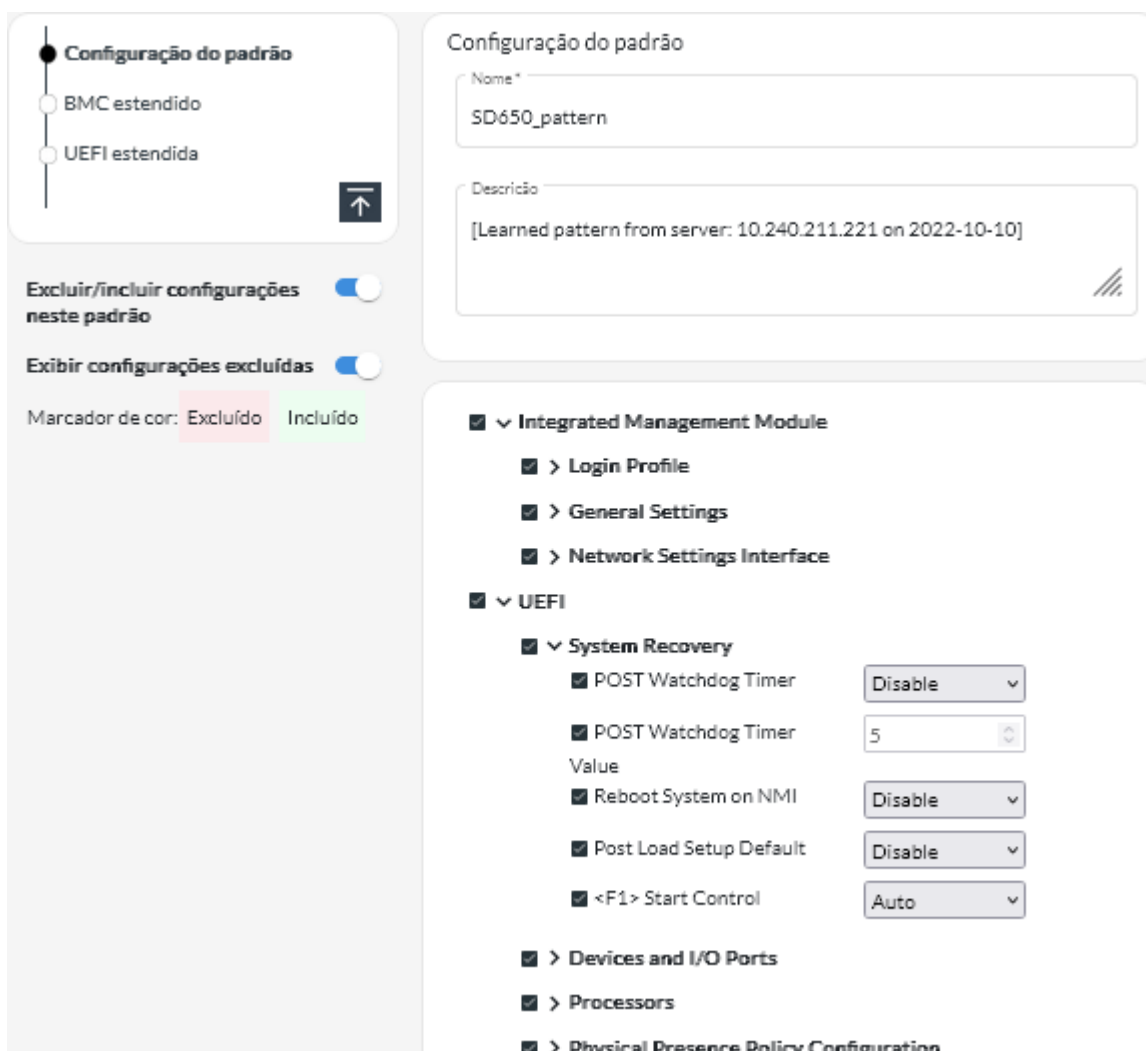 Configuração do padrão
BMC estendido
UEFI estendida
Excluir/incluir configurações
neste padrão
Exibir configurações excluídas
Marcador de cor: Excluído Incluído
Configuração do padrão
Nome*
SD650_pattern
Descrição
[Learned pattern from server: 10.240.211.221 on 2022-10-10]
Integrated Management Module
Login Profile
General Settings
Network Settings Interface
UEFI
System Recovery
POST Watchdog Timer Disable
POST Watchdog Timer 5
Value
Reboot System on NMI Disable
Post Load Setup Default Disable
<F1> Start Control Auto
Devices and I/O Ports
Processors
Physical Presence Policy Configuration